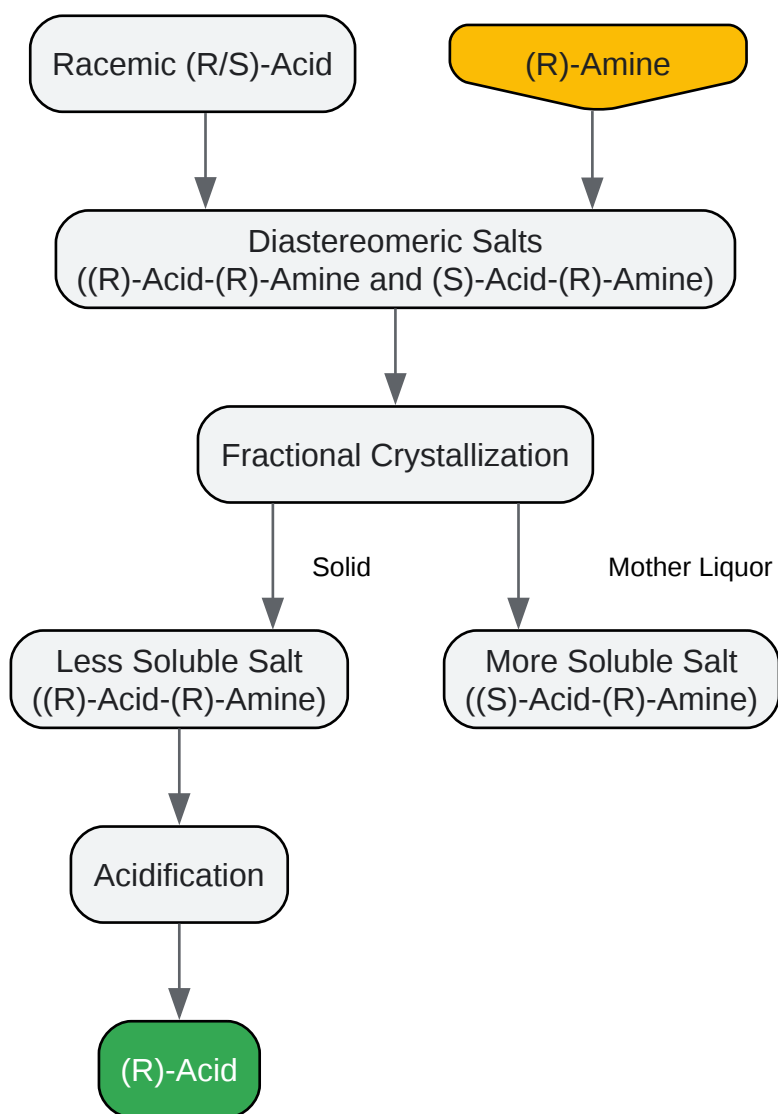 Racemic (R/S)-Acid
(R)-Amine
Diastereomeric Salts
((R)-Acid-(R)-Amine and (S)-Acid-(R)-Amine)
Fractional Crystallization
Solid
Mother Liquor
Less Soluble Salt
((R)-Acid-(R)-Amine)
More Soluble Salt
((S)-Acid-(R)-Amine)
Acidification
(R)-Acid